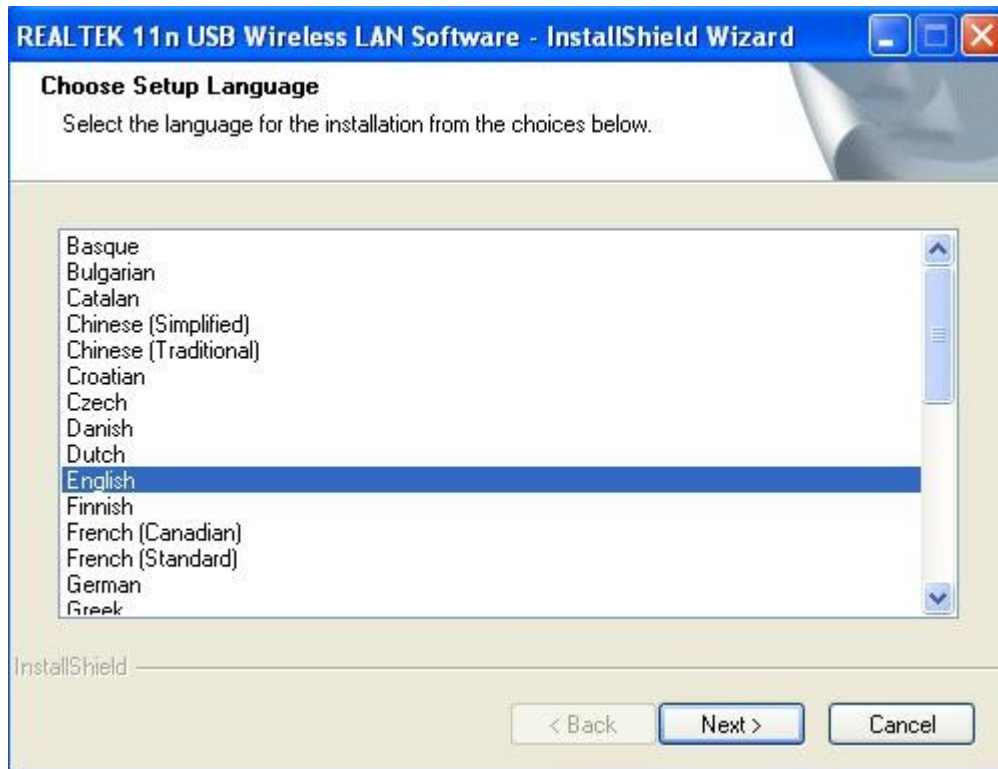 REALTEK 11n USB Wireless LAN Software - InstallShield Wizard
Choose Setup Language
Select the language for the installation from the choices below.
Basque
Bulgarian
Catalan
Chinese (Simplified)
Chinese (Traditional)
Croatian
Czech
Danish
Dutch
English
Finnish
French (Canadian)
French (Standard)
German
Greek
InstallShield
< Back
Next >
Cancel